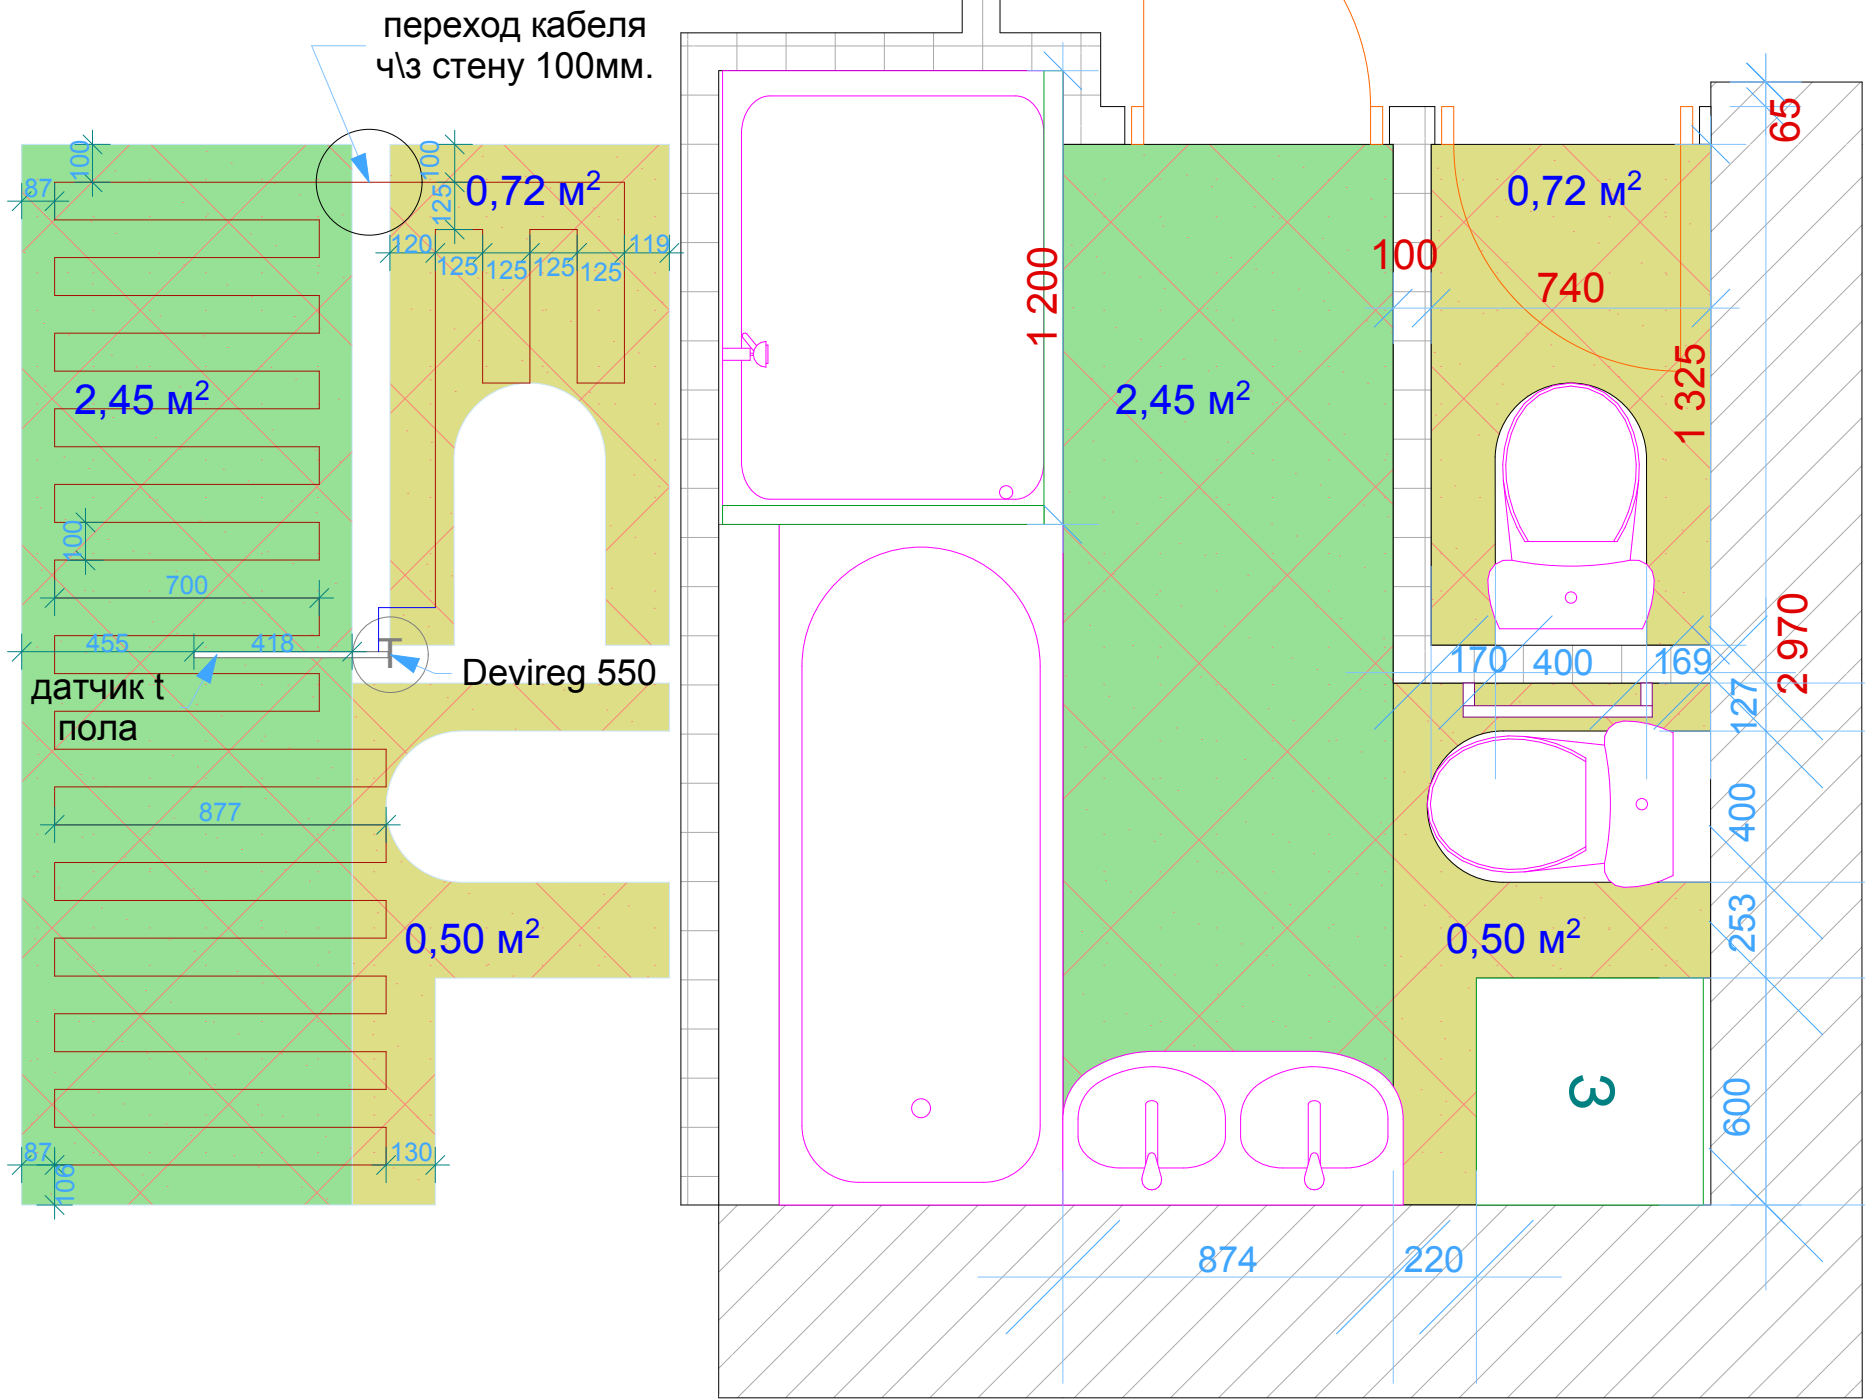 переход кабеля
ч\з стену 100мм.
100
87
100
125
0,72 м²
120
125
125
125
125
119
2,45 м²
100
700
455
418
T
Devireg 550
датчик t
пола
877
0,50 м²
87
106
130
65
0,72 м²
1 200
100
740
1 325
2,45 м²
170
400
169
2 970
127
400
253
0,50 м²
3
600
874
220